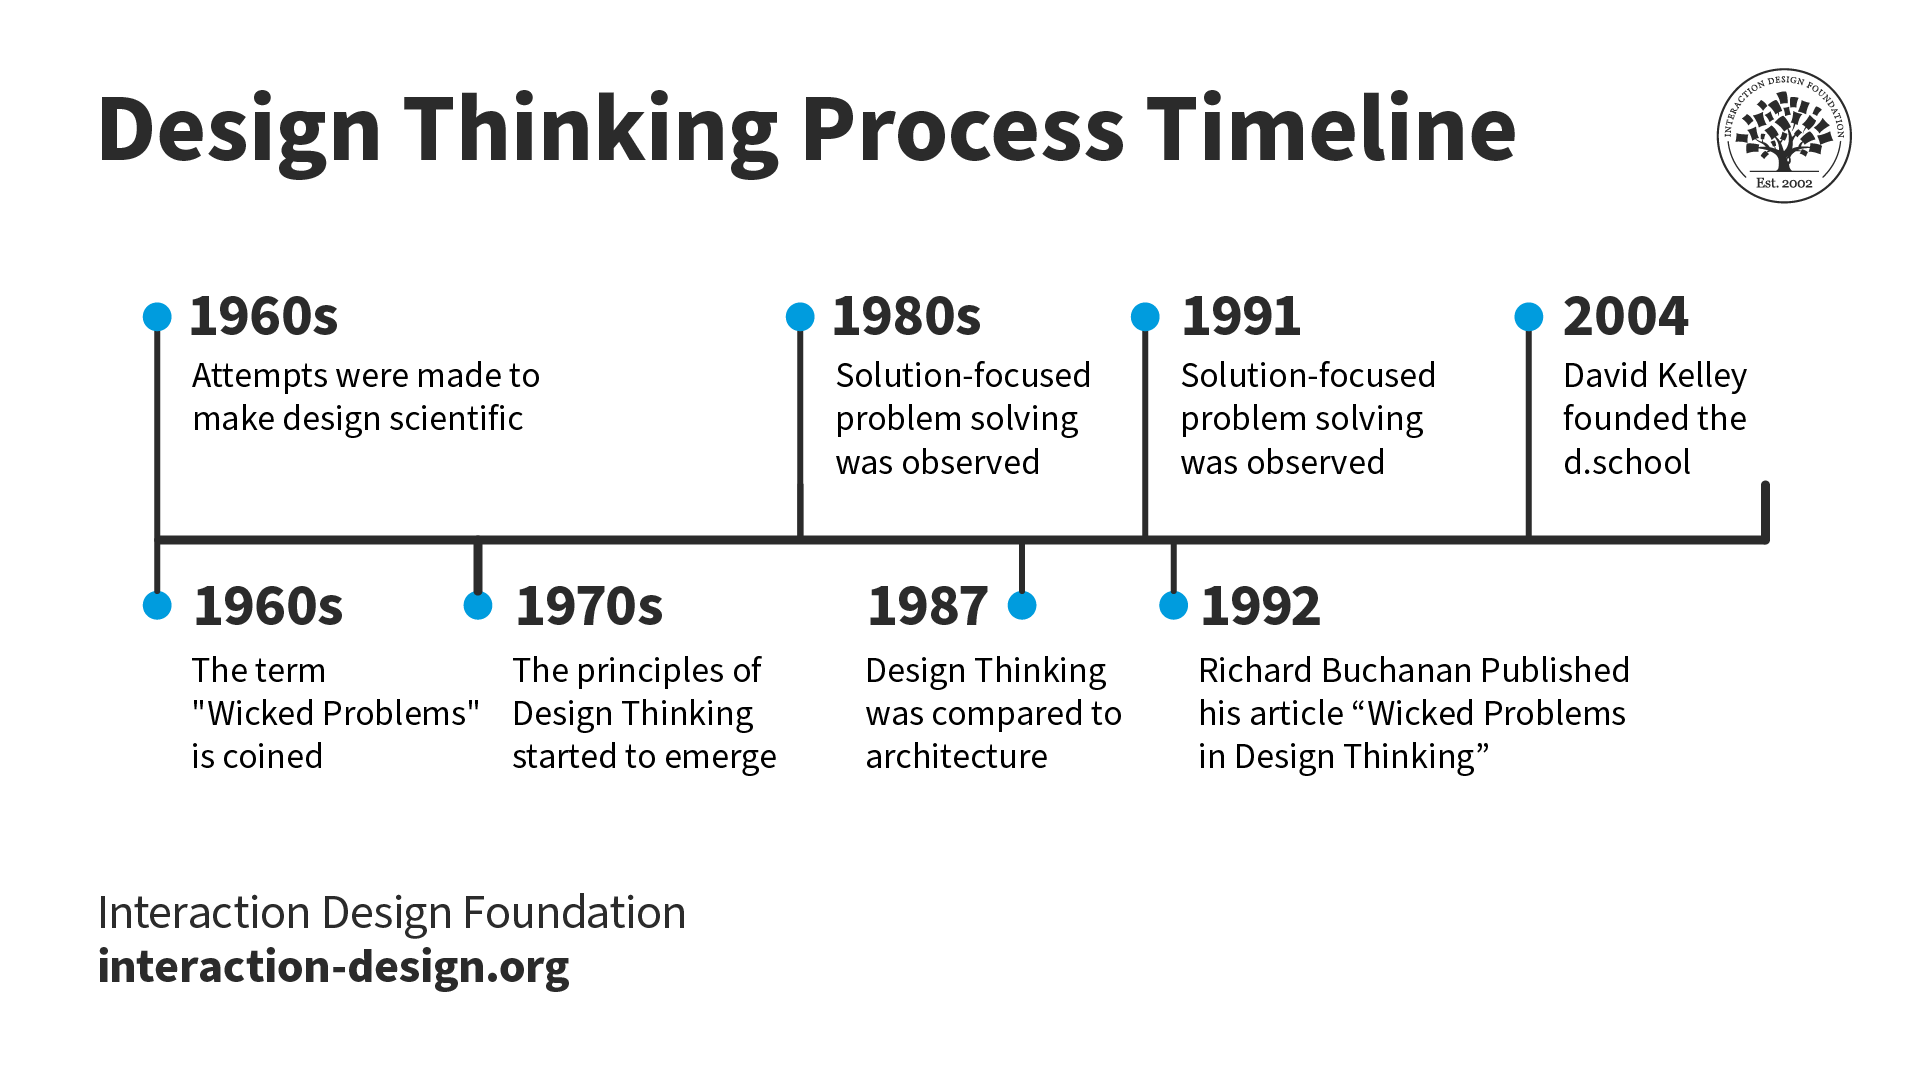 Design Thinking Process Timeline
INTERACTION DESIGN FOUNDATION
Est. 2002
1960s
Attempts were made to
make design scientific
1980s
Solution-focused
problem solving
was observed
1991
Solution-focused
problem solving
was observed
2004
David Kelley
founded the
d.school
1960s
The term
"Wicked Problems"
is coined
1970s
The principles of
Design Thinking
started to emerge
1987
Design Thinking
was compared to
architecture
1992
Richard Buchanan Published
his article “Wicked Problems
in Design Thinking”
Interaction Design Foundation
interaction-design.org